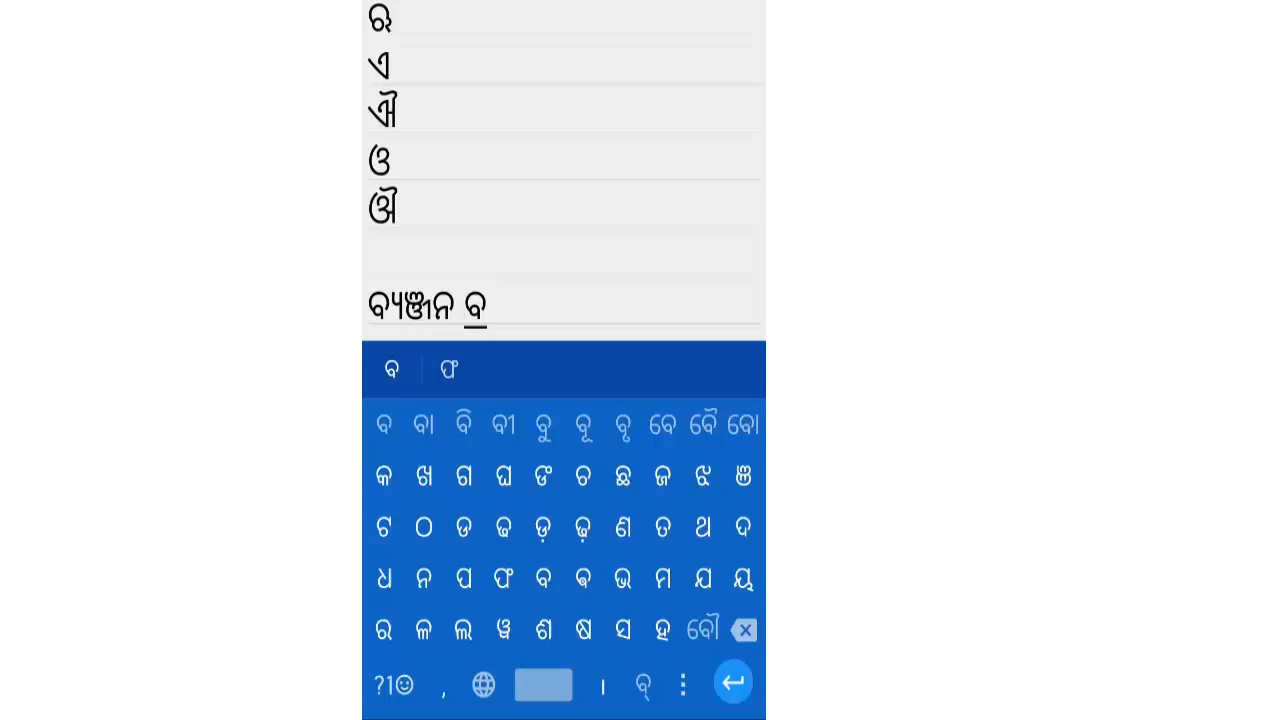 ଋ
ଏ
ଐ
ଓ
ଔ
ବ୍ୟଞ୍ଜନ ବ
ବ ଫ
ବ ବା ବି ବୀ ବୁ ବୂ ବୃ ବେ ବୈ ବୋ
କ ଖ ଗ ଘ ଙ ଚ ଛ ଜ ଝ ଞ
ଟ ଠ ଡ ଢ ଡ଼ ଢ଼ ଣ ତ ଥ ଦ
ଧ ନ ପ ଫ ବ ଵ ଭ ମ ଯ ୟ
ର ଳ ଲ ୱ ଶ ଷ ସ ହ ବୌ
?1☺ , । ବ୍